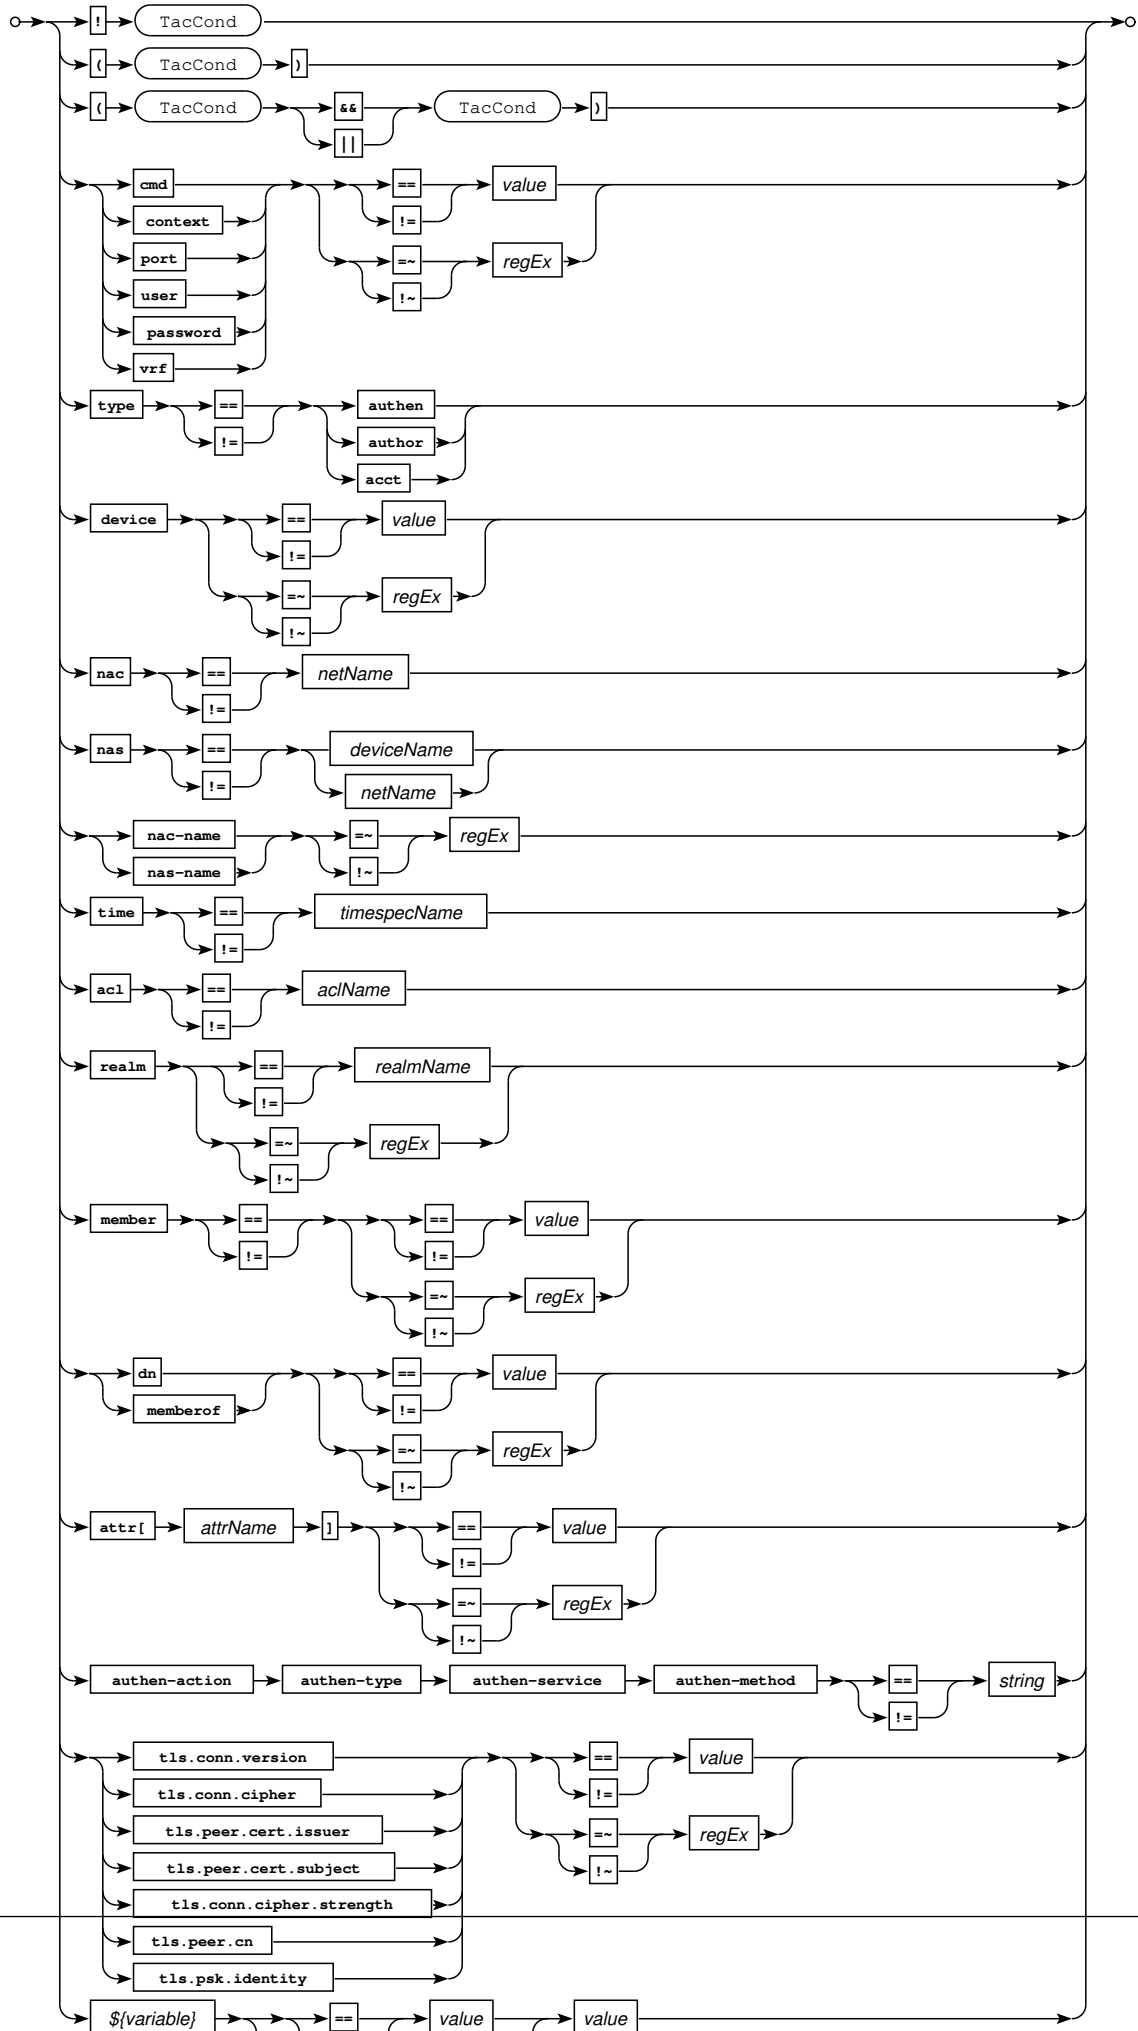 ! TacCond
( TacCond )
( TacCond && TacCond )
||
cmd == value
context !=
port =~ regEx
user !~
password
vrf
type == authen
!= author
acct
device == value
!=
=~ regEx
!~
nac == netName
!=
nas == deviceName
!= netName
nac-name =~ regEx
nas-name !~
time == timespecName
!=
acl == aclName
!=
realm == realmName
!=
=~ regEx
!~
member == == value
!= !=
=~ regEx
!~
dn == value
memberof !=
=~ regEx
!~
attr[ attrName ] == value
!=
=~ regEx
!~
authen-action authen-type authen-service authen-method == string
!=
tls.conn.version == value
tls.conn.cipher !=
tls.peer.cert.issuer =~ regEx
tls.peer.cert.subject !~
tls.conn.cipher.strength
tls.peer.cn
tls.psk.identity
${variable} == value value